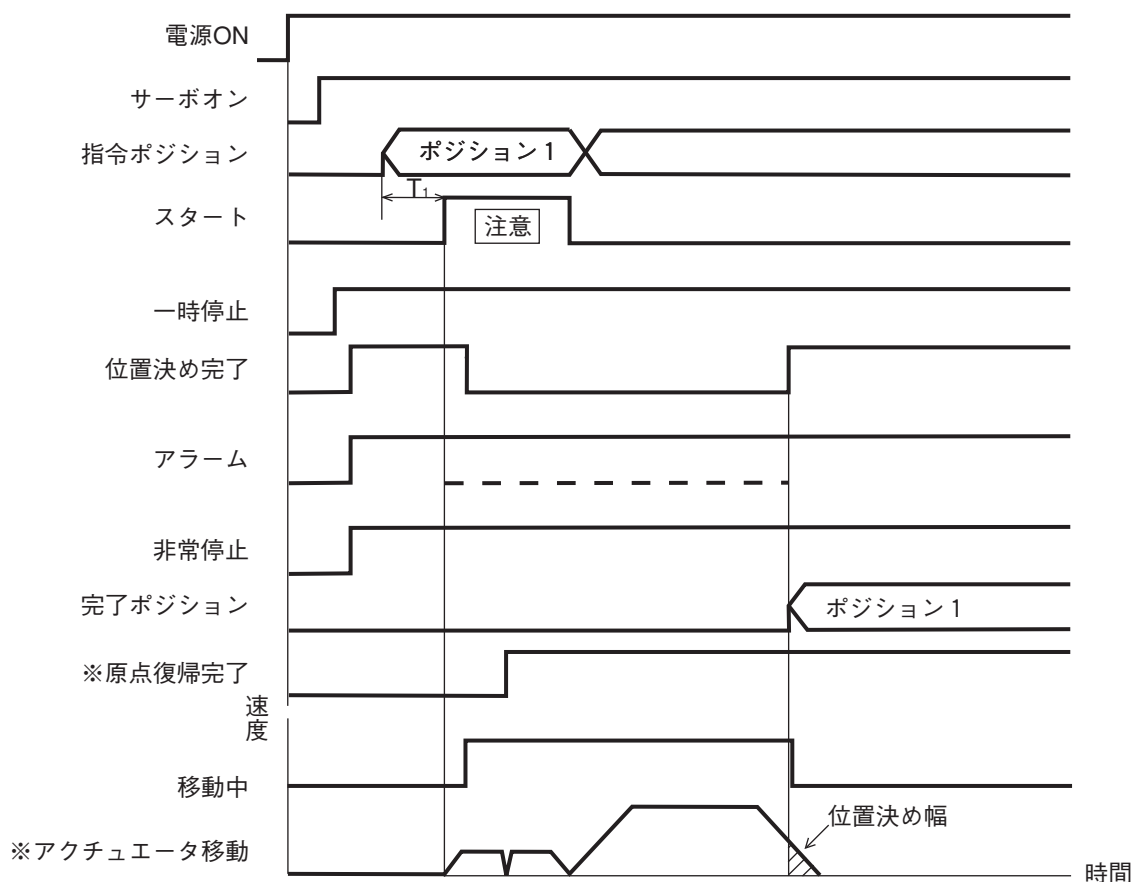 電源ON
サーボオン
指令ポジション
ポジション1
T₁
スタート
注意
一時停止
位置決め完了
アラーム
非常停止
完了ポジション
ポジション1
※原点復帰完了
速度
移動中
位置決め幅
※アクチュエータ移動
時間